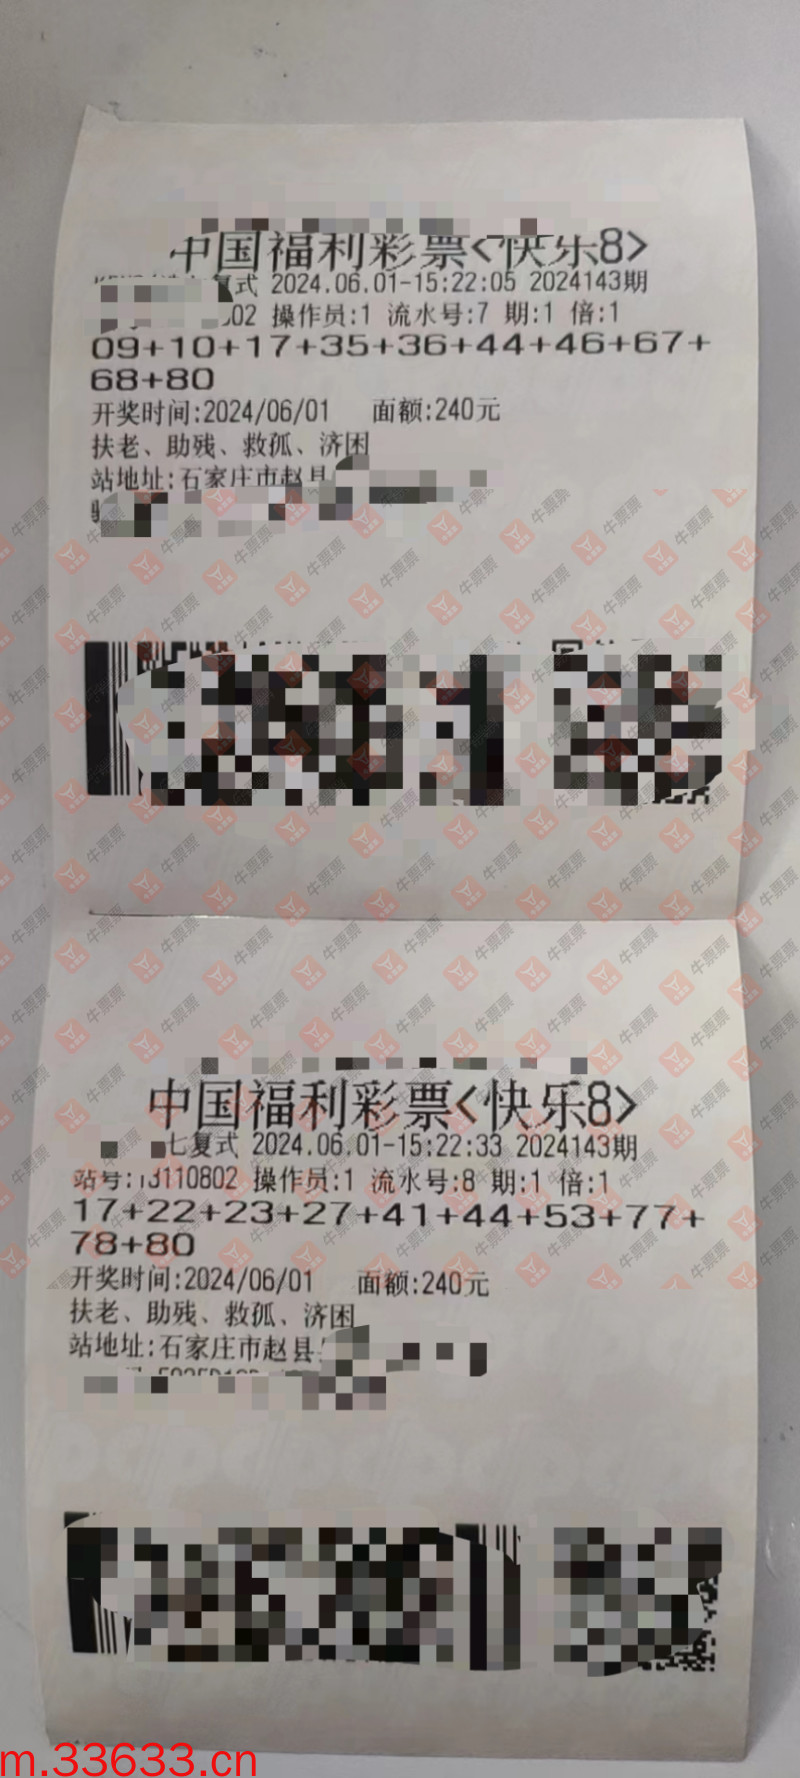 中国福利彩票<快乐8>
复式 2024.06.01-15:22:05 2024143期
802 操作员:1 流水号:7 期:1 倍:1
09+10+17+35+36+44+46+67+
68+80
开奖时间:2024/06/01 面额:240元
扶老、助残、救孤、济困
站地址:石家庄市赵县
中国福利彩票<快乐8>
七复式 2024.06.01-15:22:33 2024143期
站号:13110802 操作员:1 流水号:8 期:1 倍:1
17+22+23+27+41+44+53+77+
78+80
开奖时间:2024/06/01 面额:240元
扶老、助残、救孤、济困
站地址:石家庄市赵县
牛票票
m.33633.cn